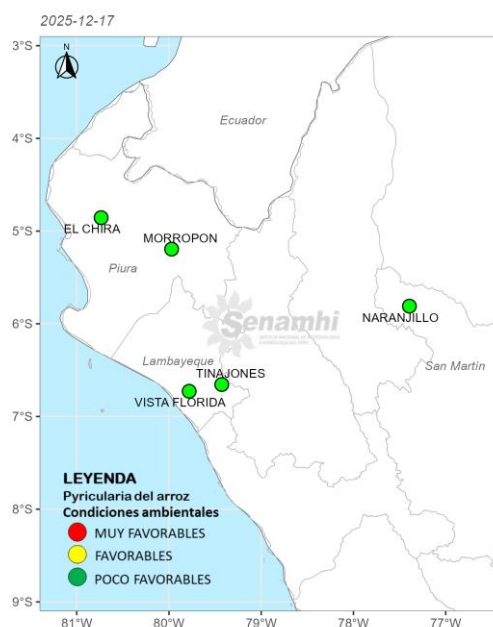 2025-12-17
3°S
N
Ecuador
4°S
EL CHIRA
5°S
MORROPON
Piura
NARANJILLO
6°S
Senamhi
Lambayeque
TINAJONES
San Martín
VISTA FLORIDA
7°S
LEYENDA
Pyricularia del arroz
Condiciones ambientales
MUY FAVORABLES
FAVORABLES
POCO FAVORABLES
8°S
9°S
81°W
80°W
79°W
78°W
77°W